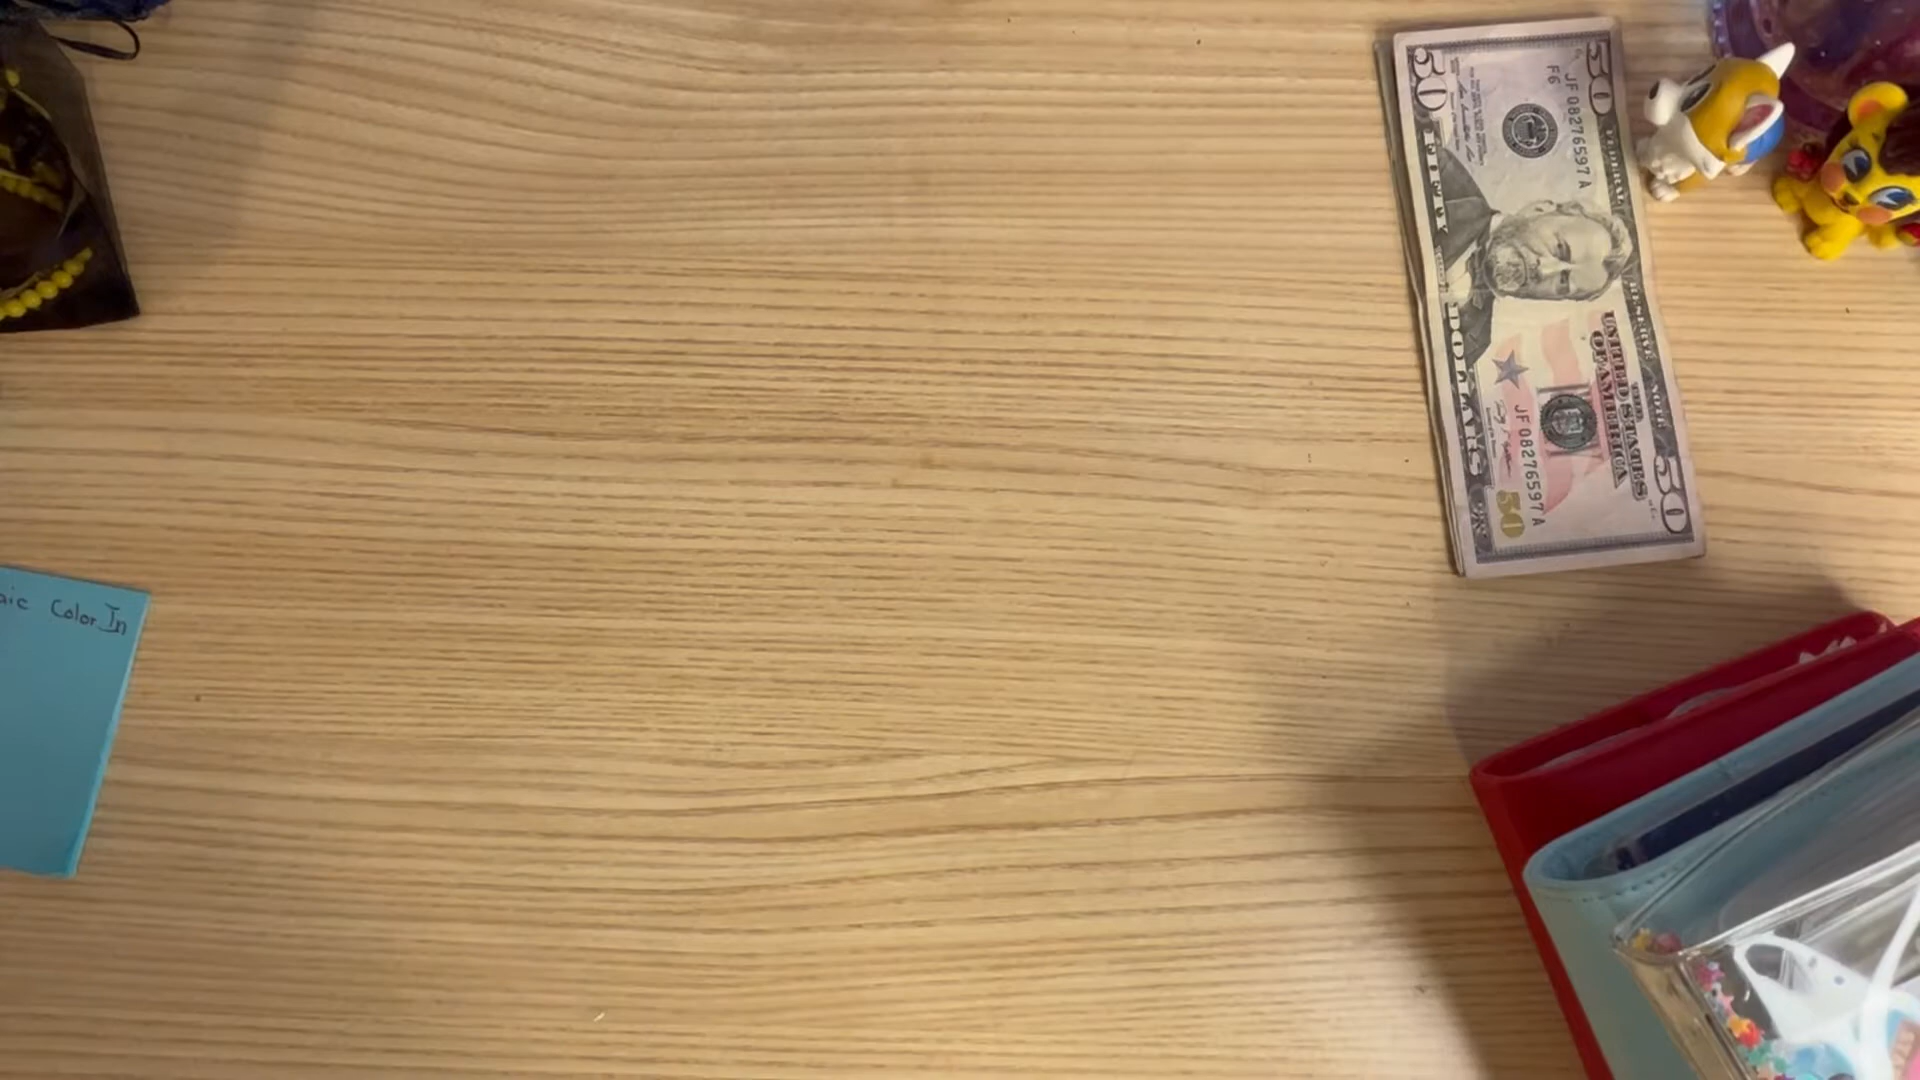 50
50
JF 08276597 A
F6
FEDERAL RESERVE NOTE
THE
UNITED STATES
OF AMERICA
JF 08276597 A
FIFTY DOLLARS
50
50
Color In